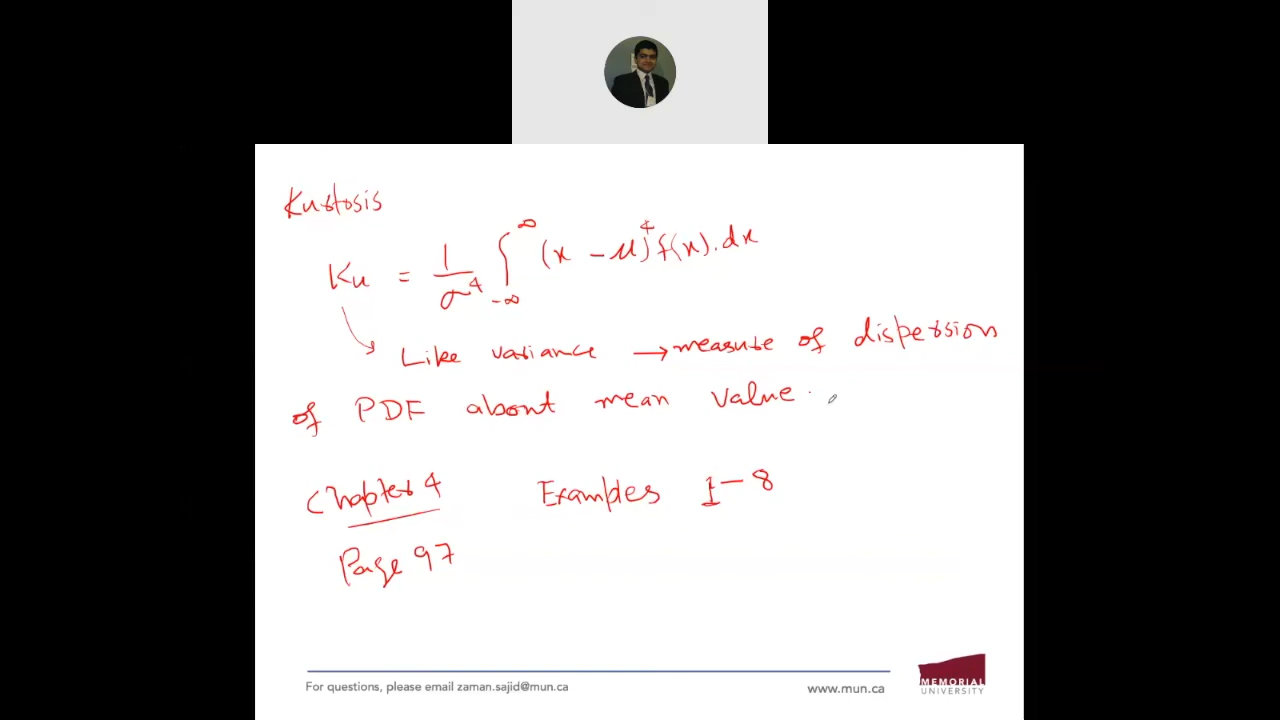 Kurtosis
Ku = 1/σ⁴ ∫_{-∞}^{∞} (x - μ)⁴ f(x).dx
Like variance → measure of dispersion
of PDF about mean value.
Chapter 4 Examples 1-8
Page 97
For questions, please email zaman.sajid@mun.ca
www.mun.ca
MEMORIAL
UNIVERSITY